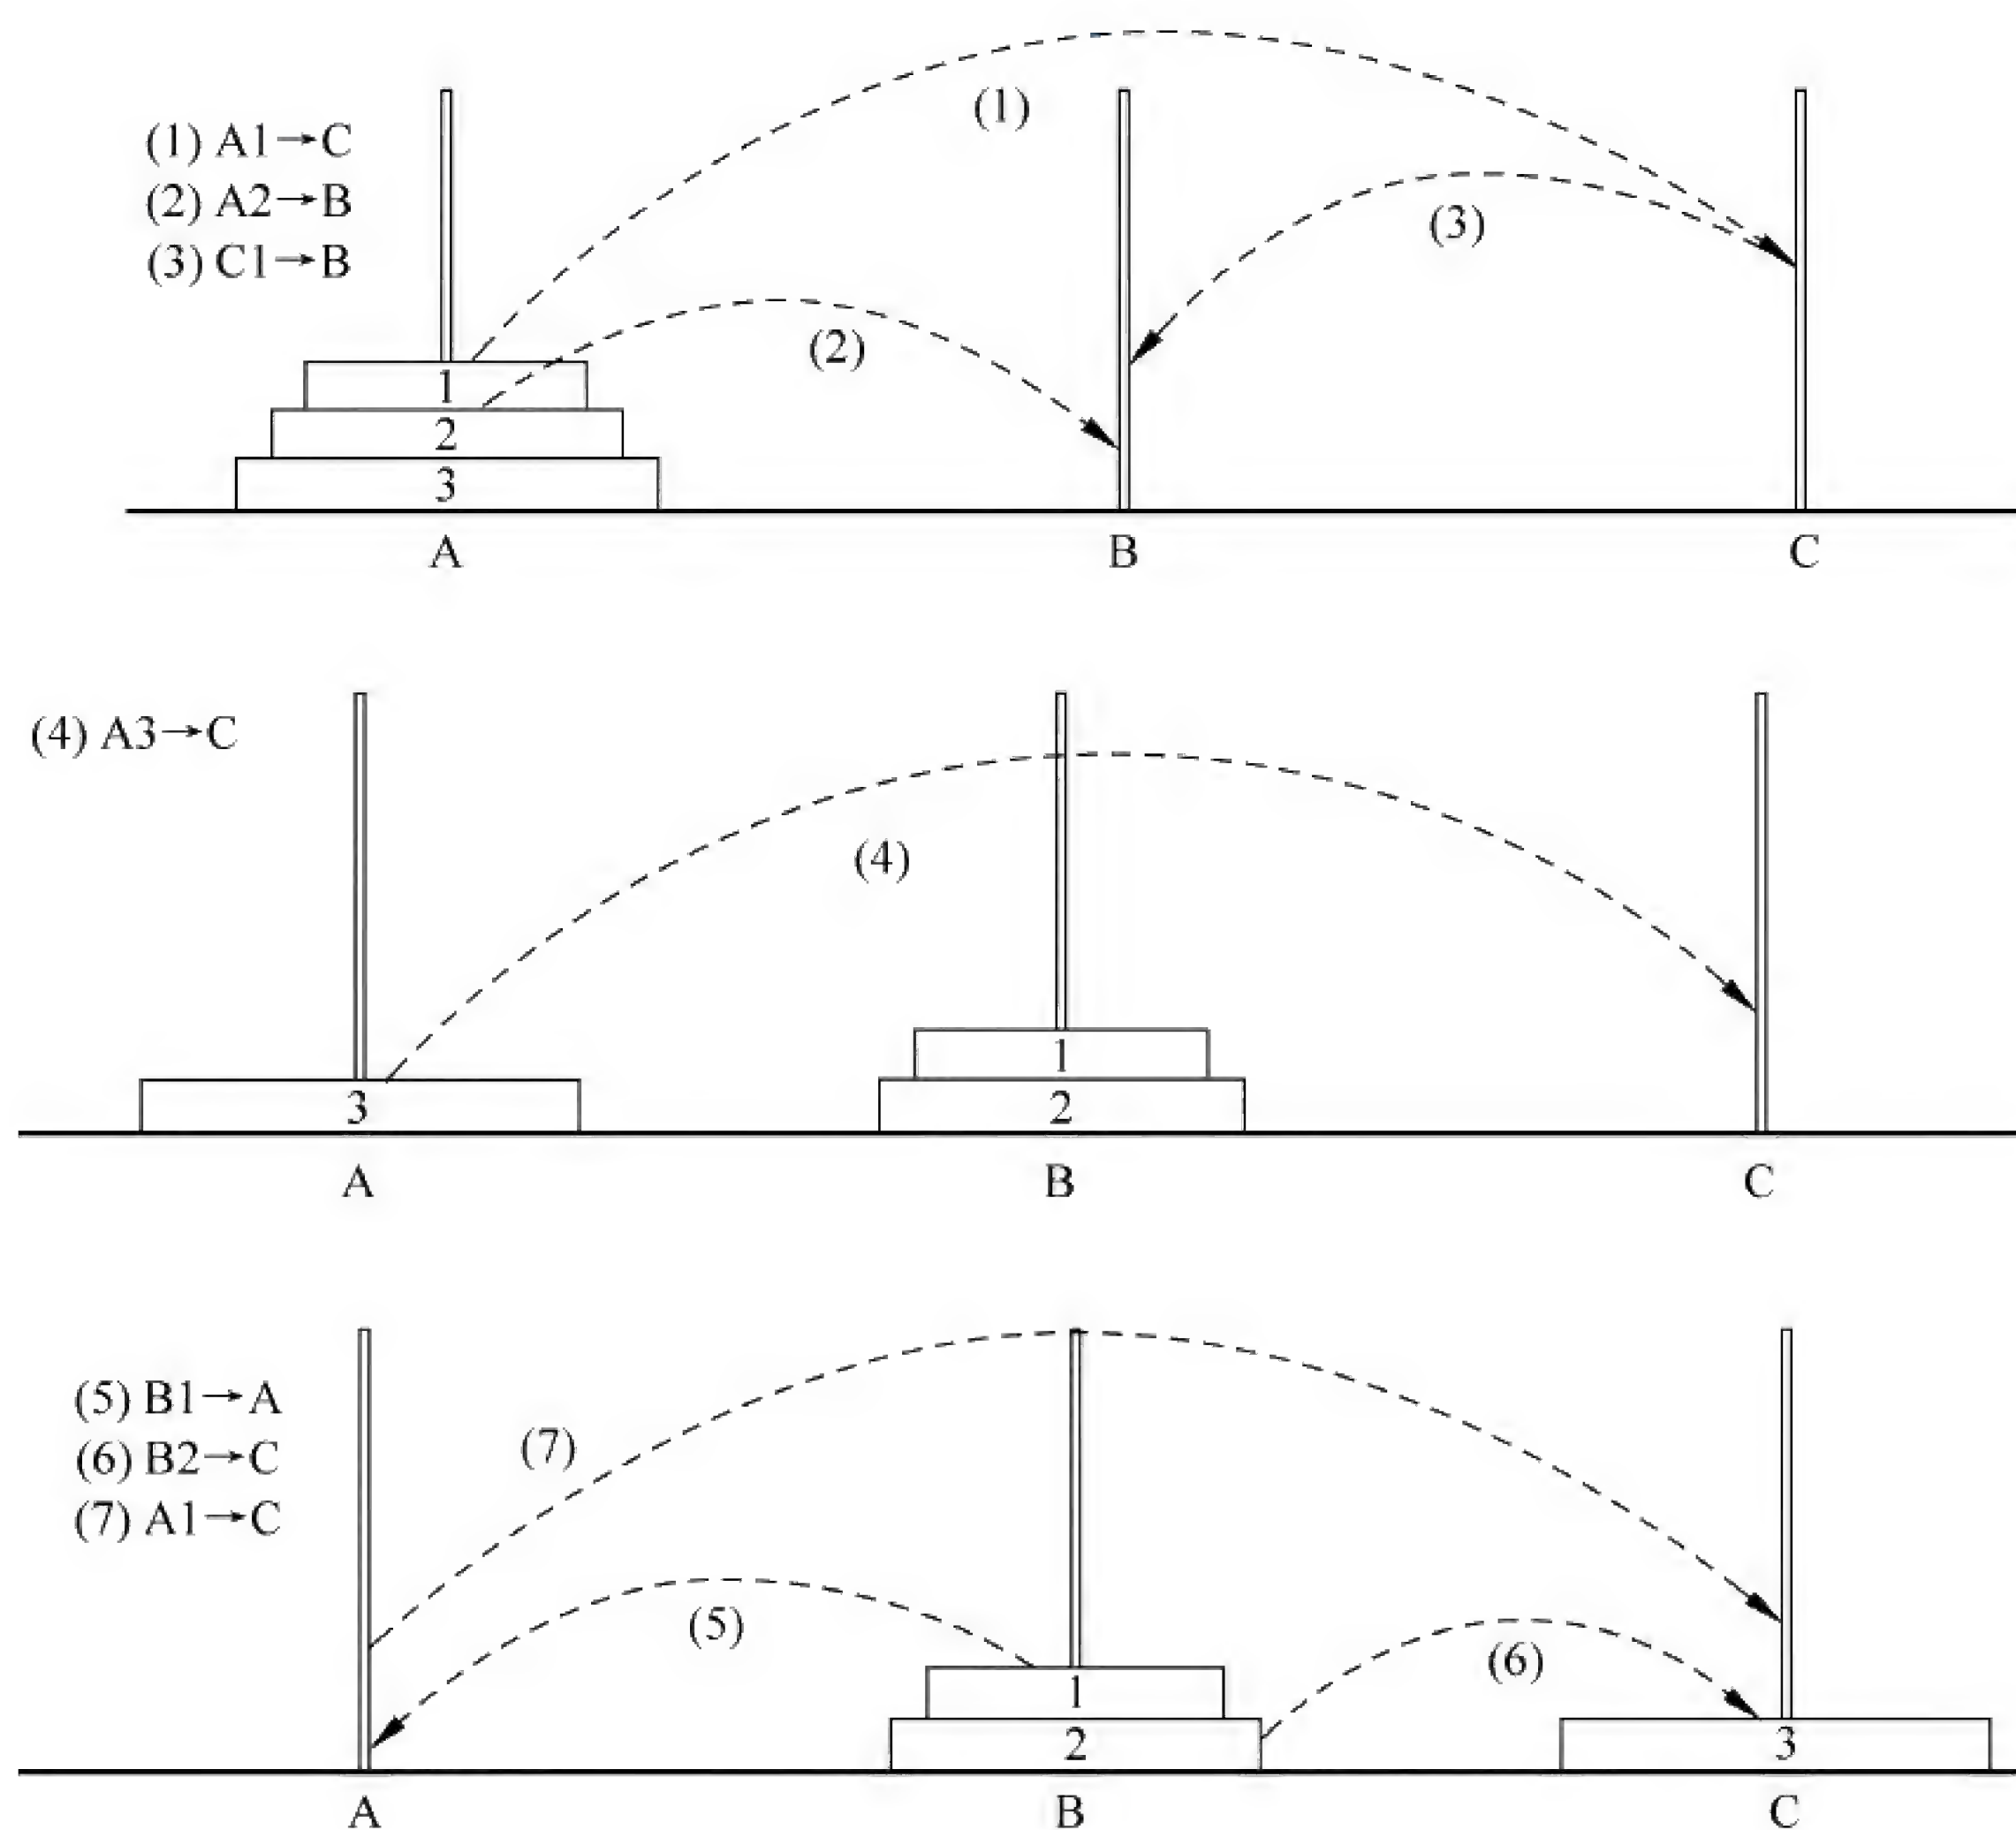 (1) A1→C
(2) A2→B
(3) C1→B
(1)
(3)
(2)
1
2
3
A B C
(4) A3→C
(4)
1
3 2
A B C
(5) B1→A
(6) B2→C
(7) A1→C
(7)
(5)
(6)
1
2 3
A B C